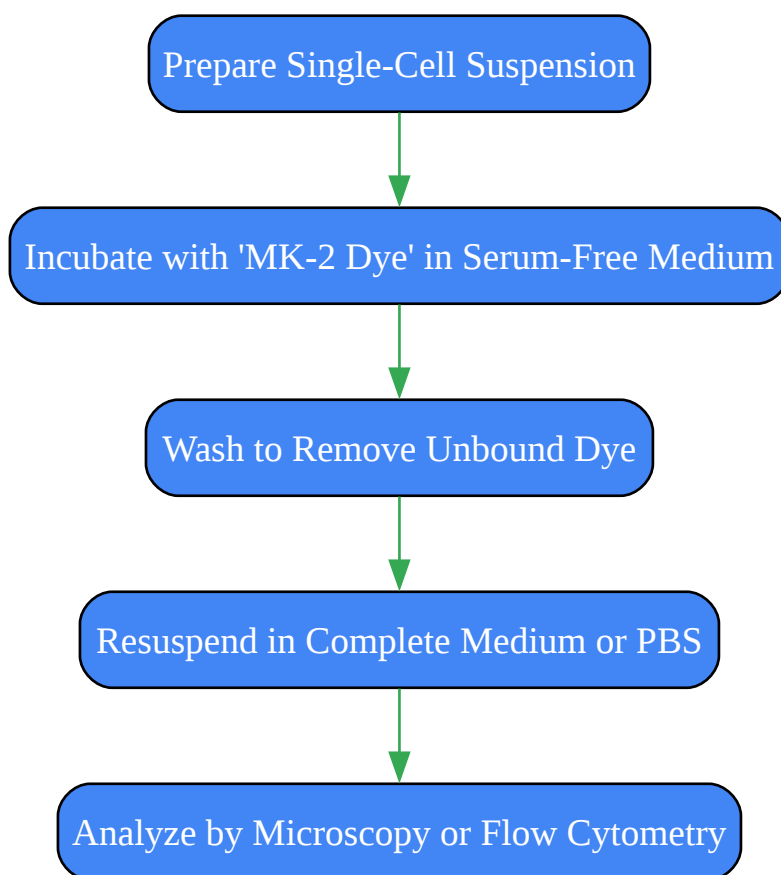 Prepare Single-Cell Suspension
Incubate with 'MK-2 Dye' in Serum-Free Medium
Wash to Remove Unbound Dye
Resuspend in Complete Medium or PBS
Analyze by Microscopy or Flow Cytometry